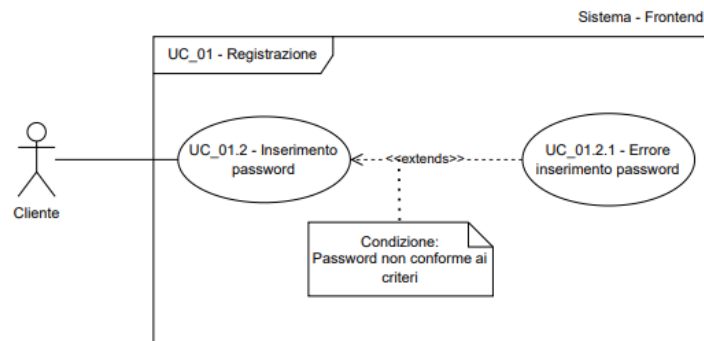 Sistema - Frontend
UC_01 - Registrazione
UC_01.2 - Inserimento
password
<<extends>>
UC_01.2.1 - Errore
inserimento password
Cliente
Condizione:
Password non conforme ai
criteri